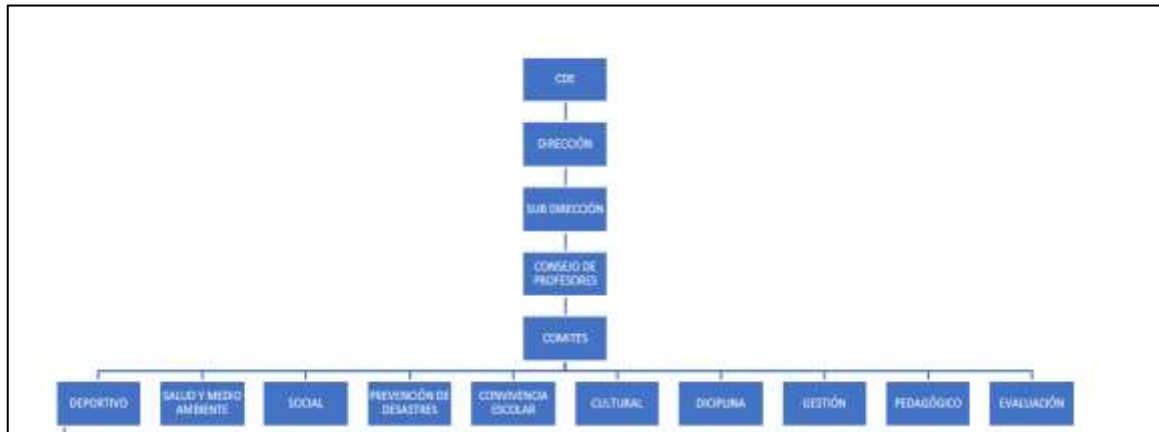 CDE
DIRECCIÓN
SUB DIRECCIÓN
CONSEJO DE
PROFESORES
COMITES
DEPORTIVO
SALUD Y MEDIO
AMBIENTE
SOCIAL
PREVENCIÓN DE
DESASTRES
CONVIVENCIA
ESCOLAR
CULTURAL
DICIPLINA
GESTIÓN
PEDAGÓGICO
EVALUACIÓN